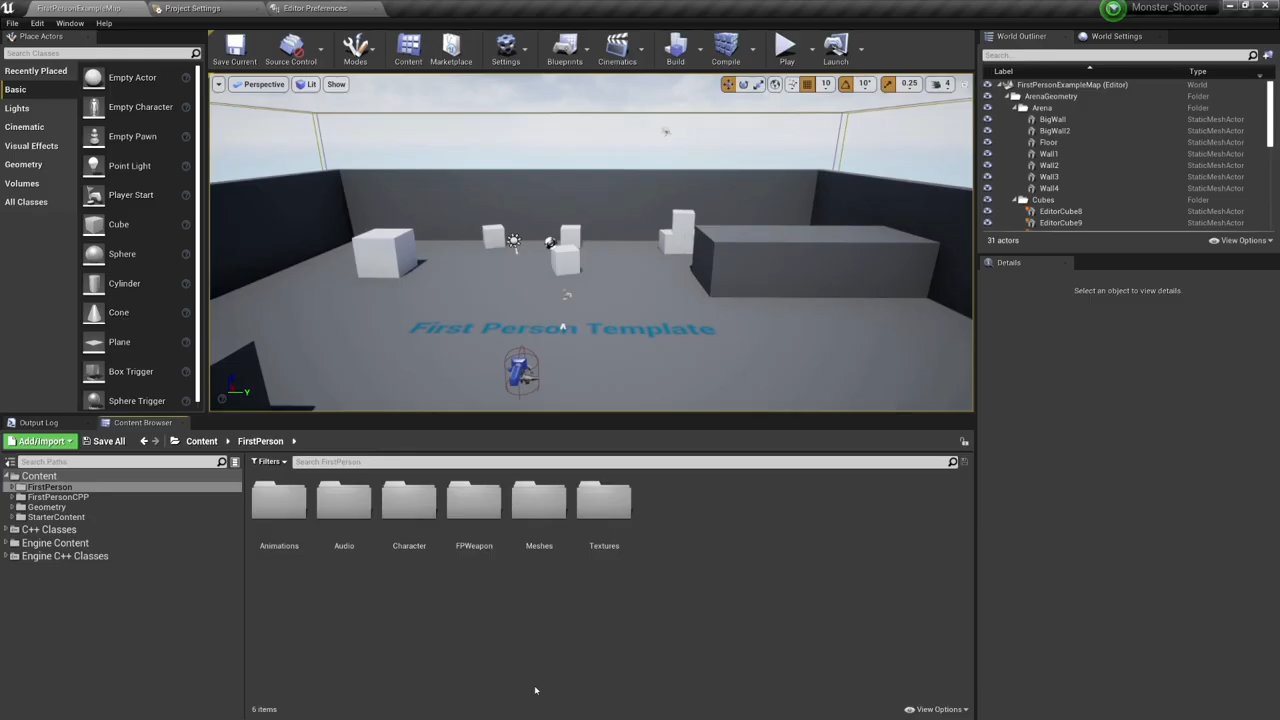 FirstPersonExampleMap
Project Settings
Editor Preferences
Monster_Shooter
File Edit Window Help
Place Actors
Search Classes
Recently Placed
Basic
Lights
Cinematic
Visual Effects
Geometry
Volumes
All Classes
Empty Actor
Empty Character
Empty Pawn
Point Light
Player Start
Cube
Sphere
Cylinder
Cone
Plane
Box Trigger
Sphere Trigger
Save Current
Source Control
Modes
Content
Marketplace
Settings
Blueprints
Cinematics
Build
Compile
Play
Launch
Perspective
Lit
Show
10
10°
0.25
4
First Person Template
Y
World Outliner
World Settings
Search...
Label
Type
FirstPersonExampleMap (Editor) World
ArenaGeometry Folder
Arena Folder
BigWall StaticMeshActor
BigWall2 StaticMeshActor
Floor StaticMeshActor
Wall1 StaticMeshActor
Wall2 StaticMeshActor
Wall3 StaticMeshActor
Wall4 StaticMeshActor
Cubes Folder
EditorCube8 StaticMeshActor
EditorCube9 StaticMeshActor
31 actors
View Options
Details
Select an object to view details.
Output Log
Content Browser
Add/Import
Save All
Content
FirstPerson
Search Paths
Filters
Search FirstPerson
Content
FirstPerson
FirstPersonCPP
Geometry
StarterContent
C++ Classes
Engine Content
Engine C++ Classes
Animations
Audio
Character
FPWeapon
Meshes
Textures
6 items
View Options